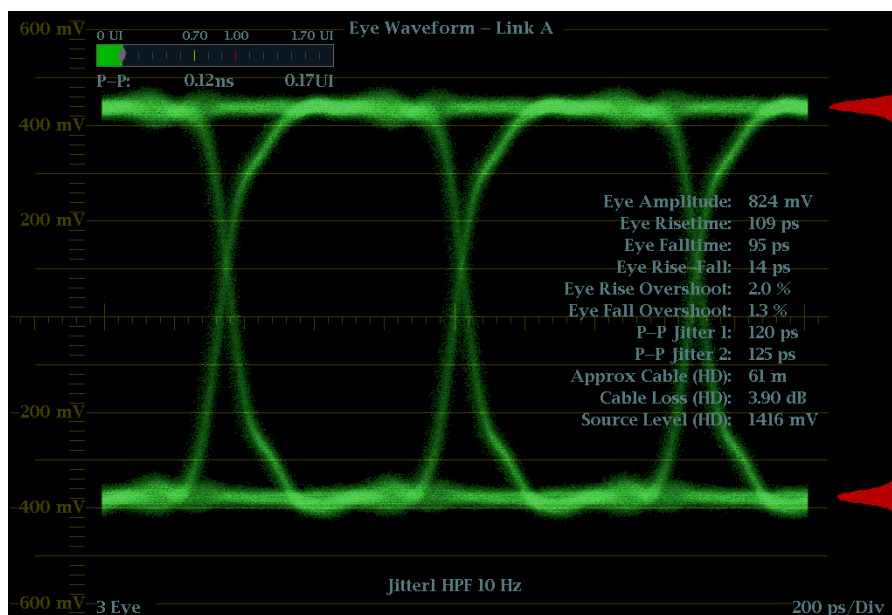 600 mV
Eye Waveform – Link A
0 UI 0.70 1.00 1.70 UI
P–P: 0.12ns 0.17UI
400 mV
200 mV
Eye Amplitude: 824 mV
Eye Risetime: 109 ps
Eye Falltime: 95 ps
Eye Rise–Fall: 14 ps
Eye Rise Overshoot: 2.0 %
Eye Fall Overshoot: 1.3 %
P–P Jitter 1: 120 ps
P–P Jitter 2: 125 ps
Approx Cable (HD): 61 m
Cable Loss (HD): 3.90 dB
Source Level (HD): 1416 mV
–200 mV
–400 mV
Jitter1 HPF 10 Hz
–600 mV
3 Eye
200 ps/Div